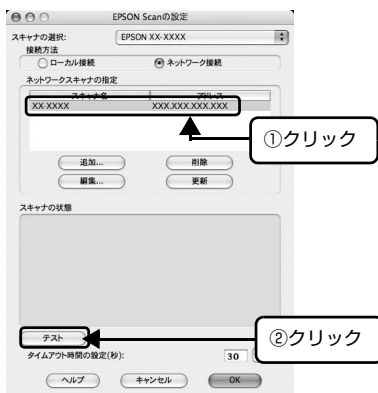 EPSON Scanの設定
スキャナの選択: EPSON XX-XXXX
接続方法
ローカル接続 ネットワーク接続
ネットワークスキャナの指定
スキャナ名 アドレス
XX-XXXX XXX.XXX.XXX.XXX
①クリック
追加... 削除
編集... 更新
スキャナの状態
テスト
②クリック
タイムアウト時間の設定(秒): 30
ヘルプ キャンセル OK